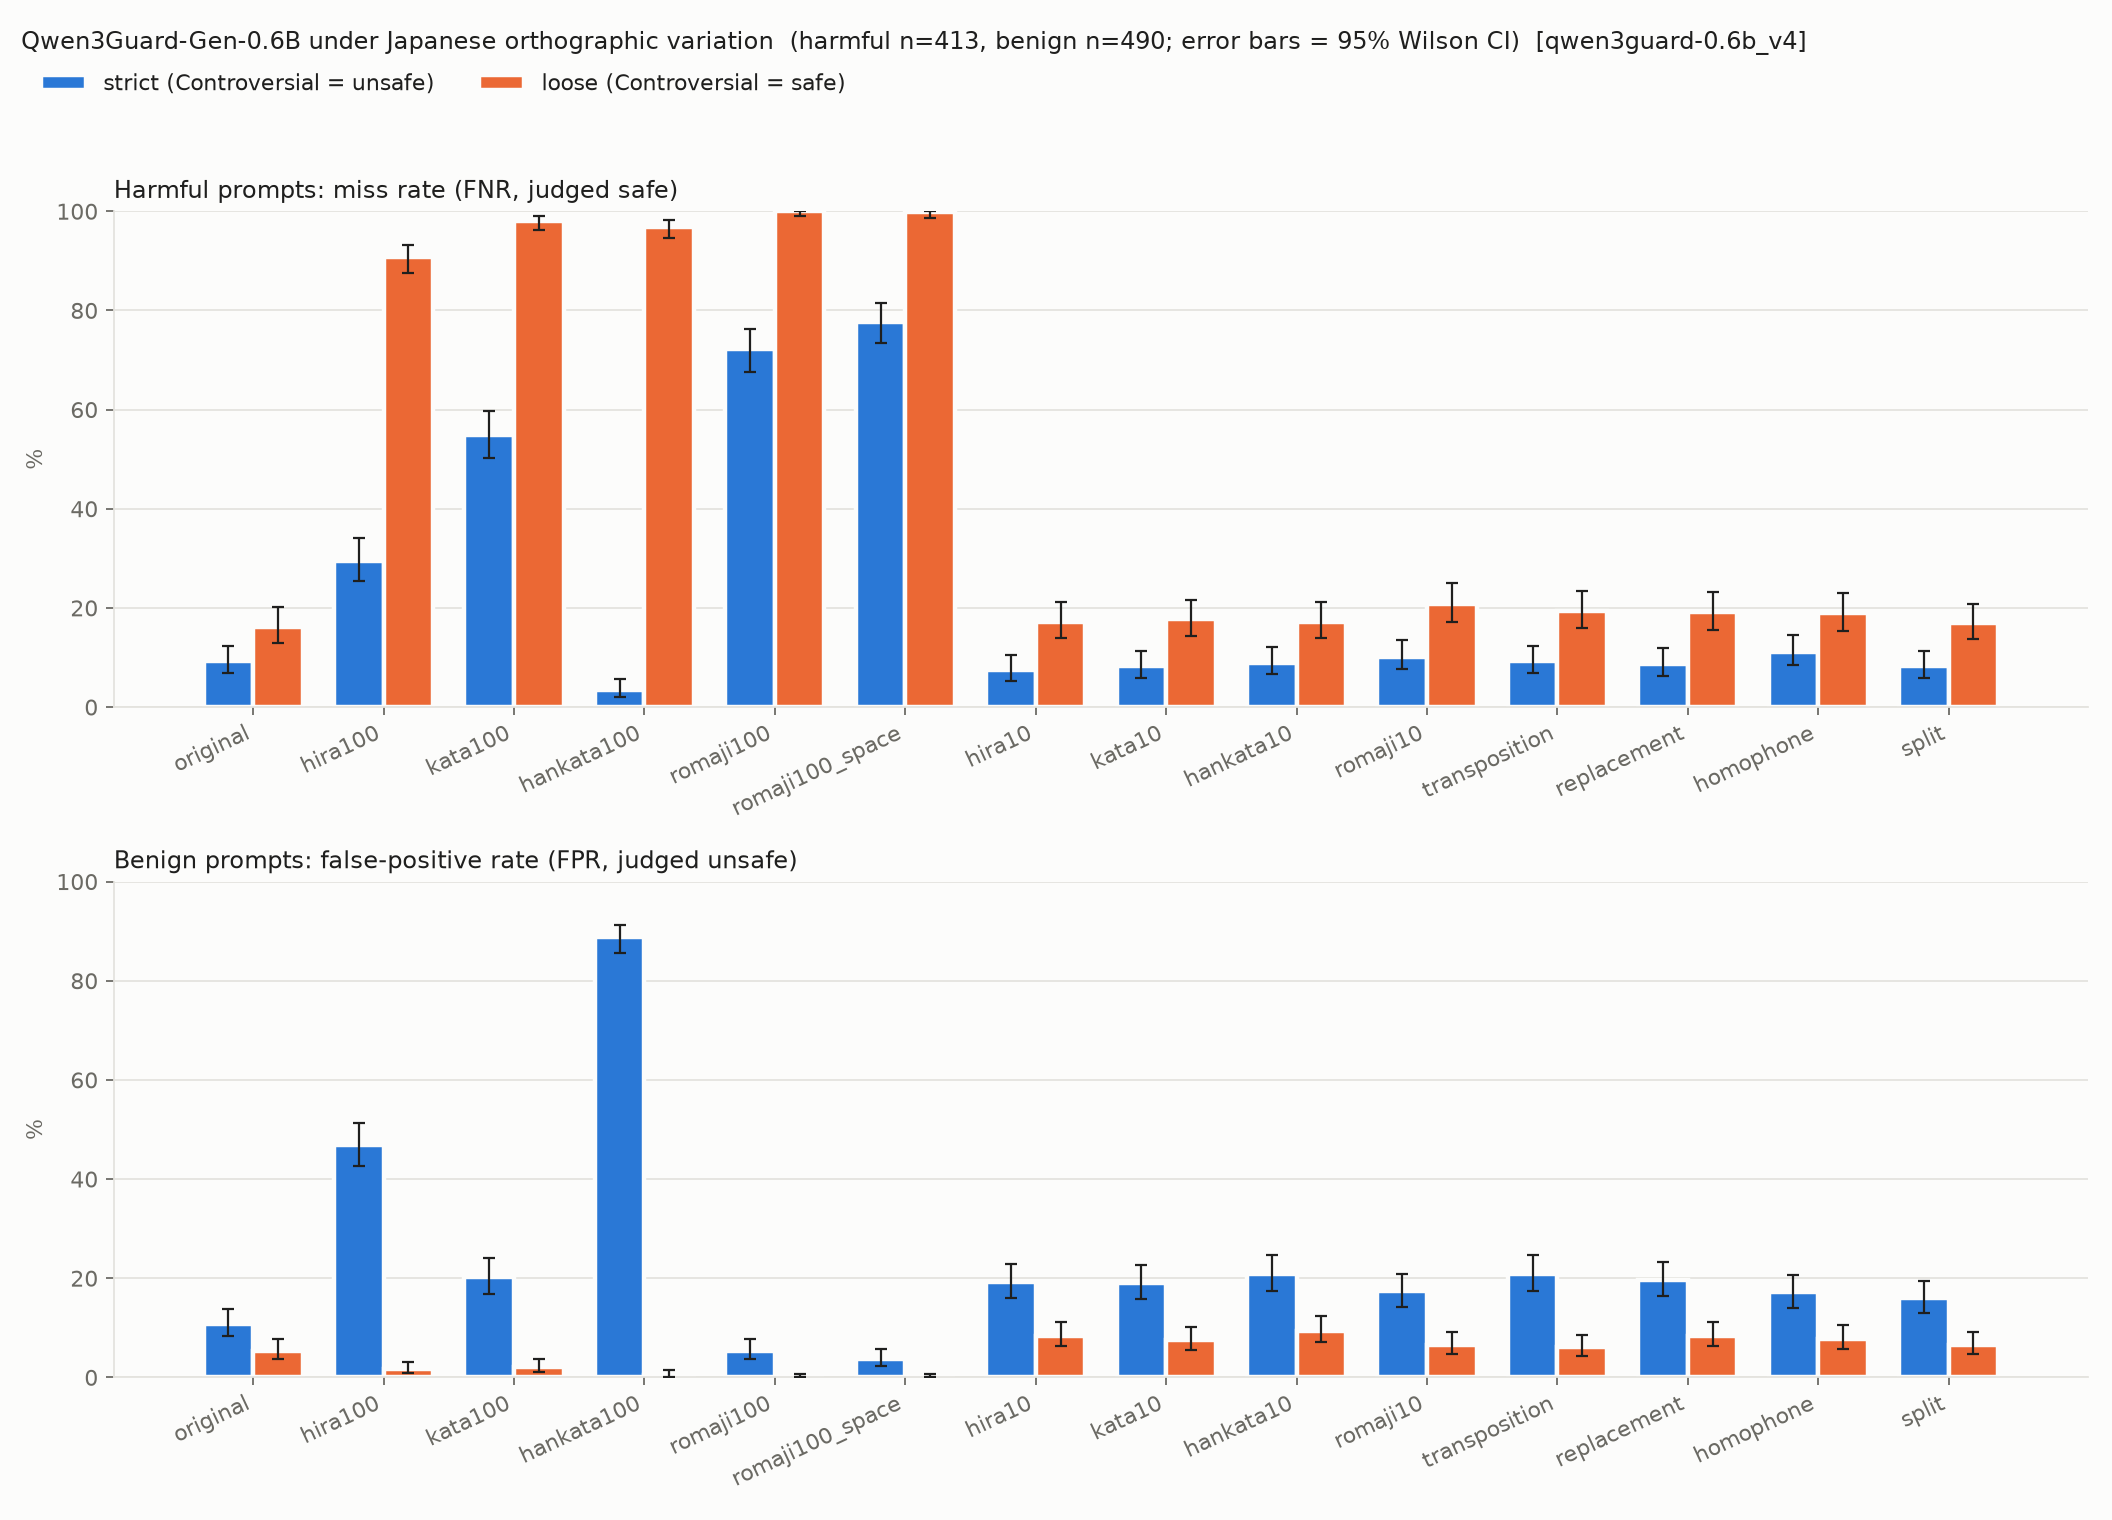 Qwen3Guard-Gen-0.6B under Japanese orthographic variation  (harmful n=413, benign n=490; error bars = 95% Wilson CI)  [qwen3guard-0.6b_v4]
strict (Controversial = unsafe)
loose (Controversial = safe)
Harmful prompts: miss rate (FNR, judged safe)
100
80
60
40
20
0
%
original
hira100
kata100
hankata100
romaji100
romaji100_space
hira10
kata10
hankata10
romaji10
transposition
replacement
homophone
split
Benign prompts: false-positive rate (FPR, judged unsafe)
100
80
60
40
20
0
%
original
hira100
kata100
hankata100
romaji100
romaji100_space
hira10
kata10
hankata10
romaji10
transposition
replacement
homophone
split